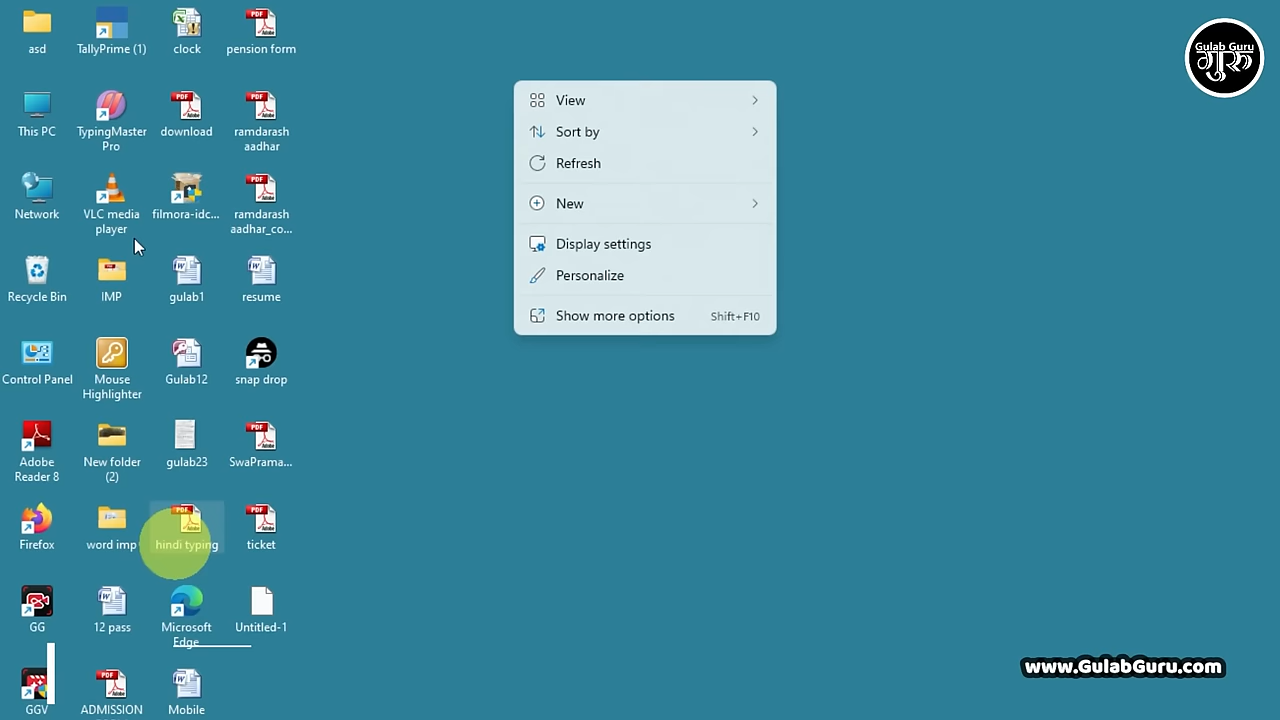 asd
TallyPrime (1)
clock
pension form
This PC
TypingMaster
Pro
download
ramdarash
aadhar
Network
VLC media
player
filmora-idc...
ramdarash
aadhar_co...
Recycle Bin
IMP
gulab1
resume
Control Panel
Mouse
Highlighter
Gulab12
snap drop
Adobe
Reader 8
New folder
(2)
gulab23
SwaPrama...
Firefox
word imp
hindi typing
ticket
GG
12 pass
Microsoft
Edge
Untitled-1
GGV
ADMISSION
Mobile
View
Sort by
Refresh
New
Display settings
Personalize
Show more options Shift+F10
Gulab Guru
गुरु
www.GulabGuru.com